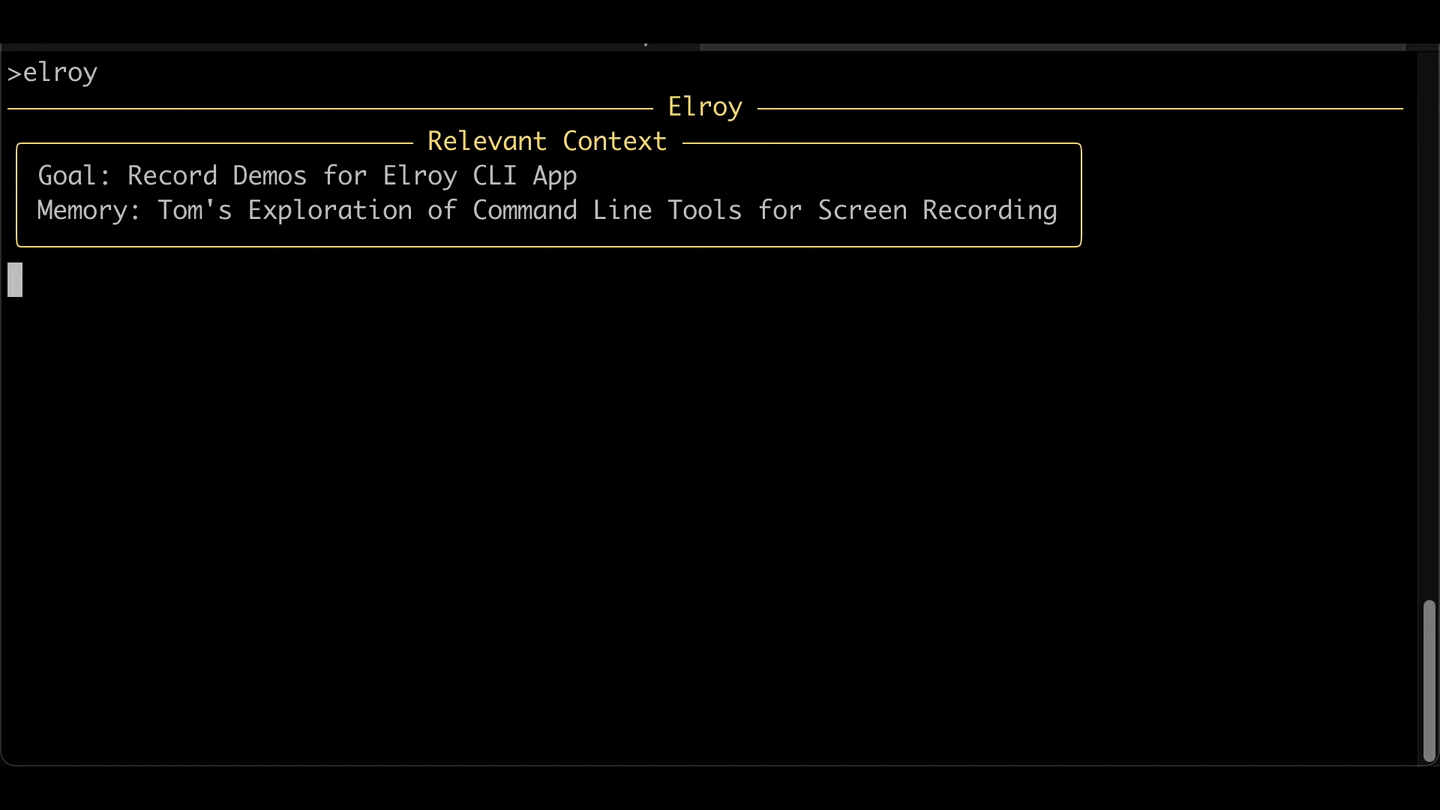 >elroy
Elroy
Relevant Context
Goal: Record Demos for Elroy CLI App
Memory: Tom's Exploration of Command Line Tools for Screen Recording